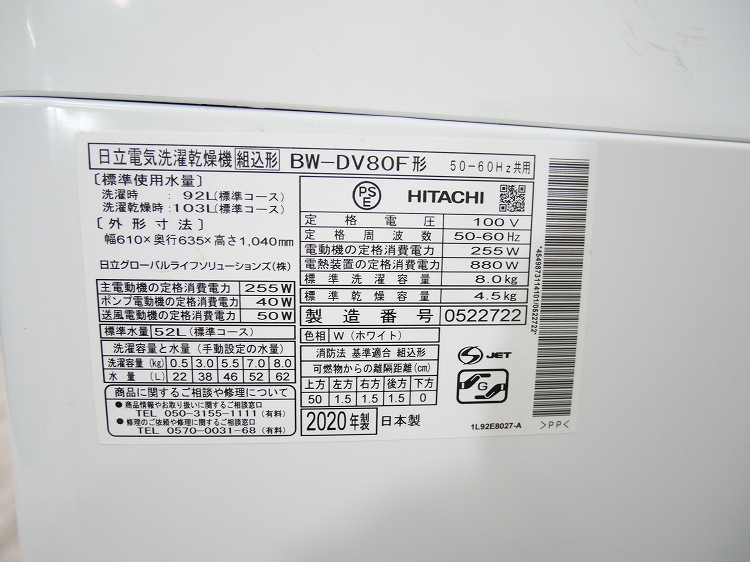 日立電気洗濯乾燥機 組込形 BW-DV80F形 50-60Hz共用
〔標準使用水量〕
洗濯時 : 92L(標準コース)
洗濯乾燥時:103L(標準コース)
〔外形寸法〕
幅610×奥行635×高さ1,040mm
日立グローバルライフソリューションズ(株)
主電動機の定格消費電力 255W
ポンプ電動機の定格消費電力 40W
送風電動機の定格消費電力 50W
標準水量 52L(標準コース)
洗濯容量と水量(手動設定の水量)
洗濯容量(kg) 0.5 3.0 5.5 7.0 8.0
水量(L) 22 38 46 52 62
商品に関するご相談や修理について
●商品情報やお取り扱いに関するご相談窓口
TEL 050-3155-1111(有料)
●修理のご依頼や修理に関するご相談窓口
TEL 0570-0031-68(有料)
PSE HITACHI
定格電圧 100V
定格周波数 50-60Hz
電動機の定格消費電力 255W
電熱装置の定格消費電力 880W
標準洗濯容量 8.0kg
標準乾燥容量 4.5kg
製造番号 0522722
色相 W(ホワイト)
消防法 基準適合 組込形
可燃物からの離隔距離(cm)
上方 左方 右方 後方 下方
50 1.5 1.5 1.5 0
2020年製 日本製
S JET
G
1L92E8027-A
>PP<